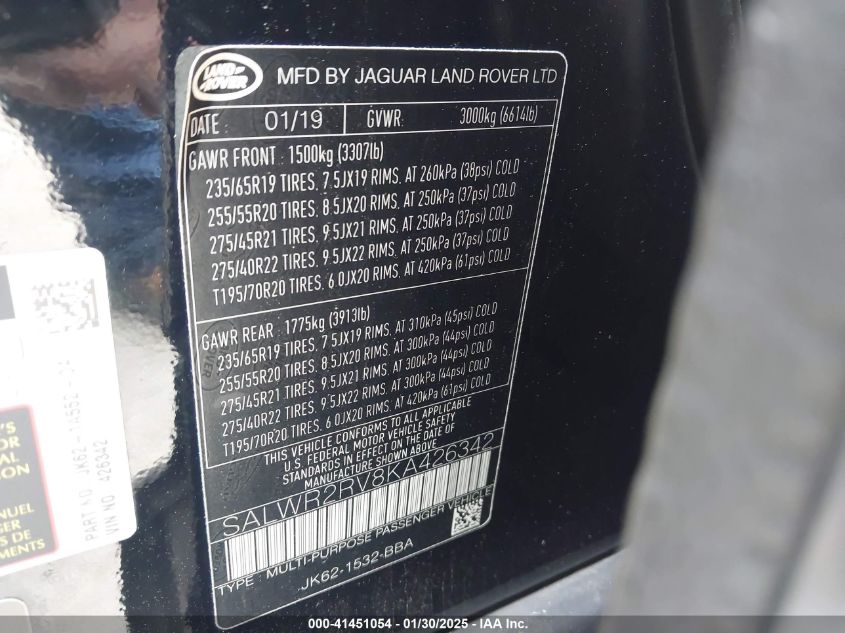 LAND ROVER
MFD BY JAGUAR LAND ROVER LTD
DATE: 01/19 GVWR: 3000kg (6614lb)
GAWR FRONT : 1500kg (3307lb)
235/65R19 TIRES. 7.5JX19 RIMS. AT 260kPa (38psi) COLD
255/55R20 TIRES. 8.5JX20 RIMS. AT 250kPa (37psi) COLD
275/45R21 TIRES. 9.5JX21 RIMS. AT 250kPa (37psi) COLD
275/40R22 TIRES. 9.5JX22 RIMS. AT 250kPa (37psi) COLD
T195/70R20 TIRES. 6.0JX20 RIMS. AT 420kPa (61psi) COLD
GAWR REAR : 1775kg (3913lb)
235/65R19 TIRES. 7.5JX19 RIMS. AT 310kPa (45psi) COLD
255/55R20 TIRES. 8.5JX20 RIMS. AT 300kPa (44psi) COLD
275/45R21 TIRES. 9.5JX21 RIMS. AT 300kPa (44psi) COLD
275/40R22 TIRES. 9.5JX22 RIMS. AT 300kPa (44psi) COLD
T195/70R20 TIRES. 6.0JX20 RIMS. AT 420kPa (61psi) COLD
THIS VEHICLE CONFORMS TO ALL APPLICABLE
U.S. FEDERAL MOTOR VEHICLE SAFETY
STANDARDS IN EFFECT ON THE DATE OF
MANUFACTURE SHOWN ABOVE
SALWR2RV8KA426342
TYPE : MULTI-PURPOSE PASSENGER VEHICLE
JK62-1532-BBA
PART NO. JK62 - 11A552 - CA
VIN NO. 426342
000-41451054 - 01/30/2025 - IAA Inc.